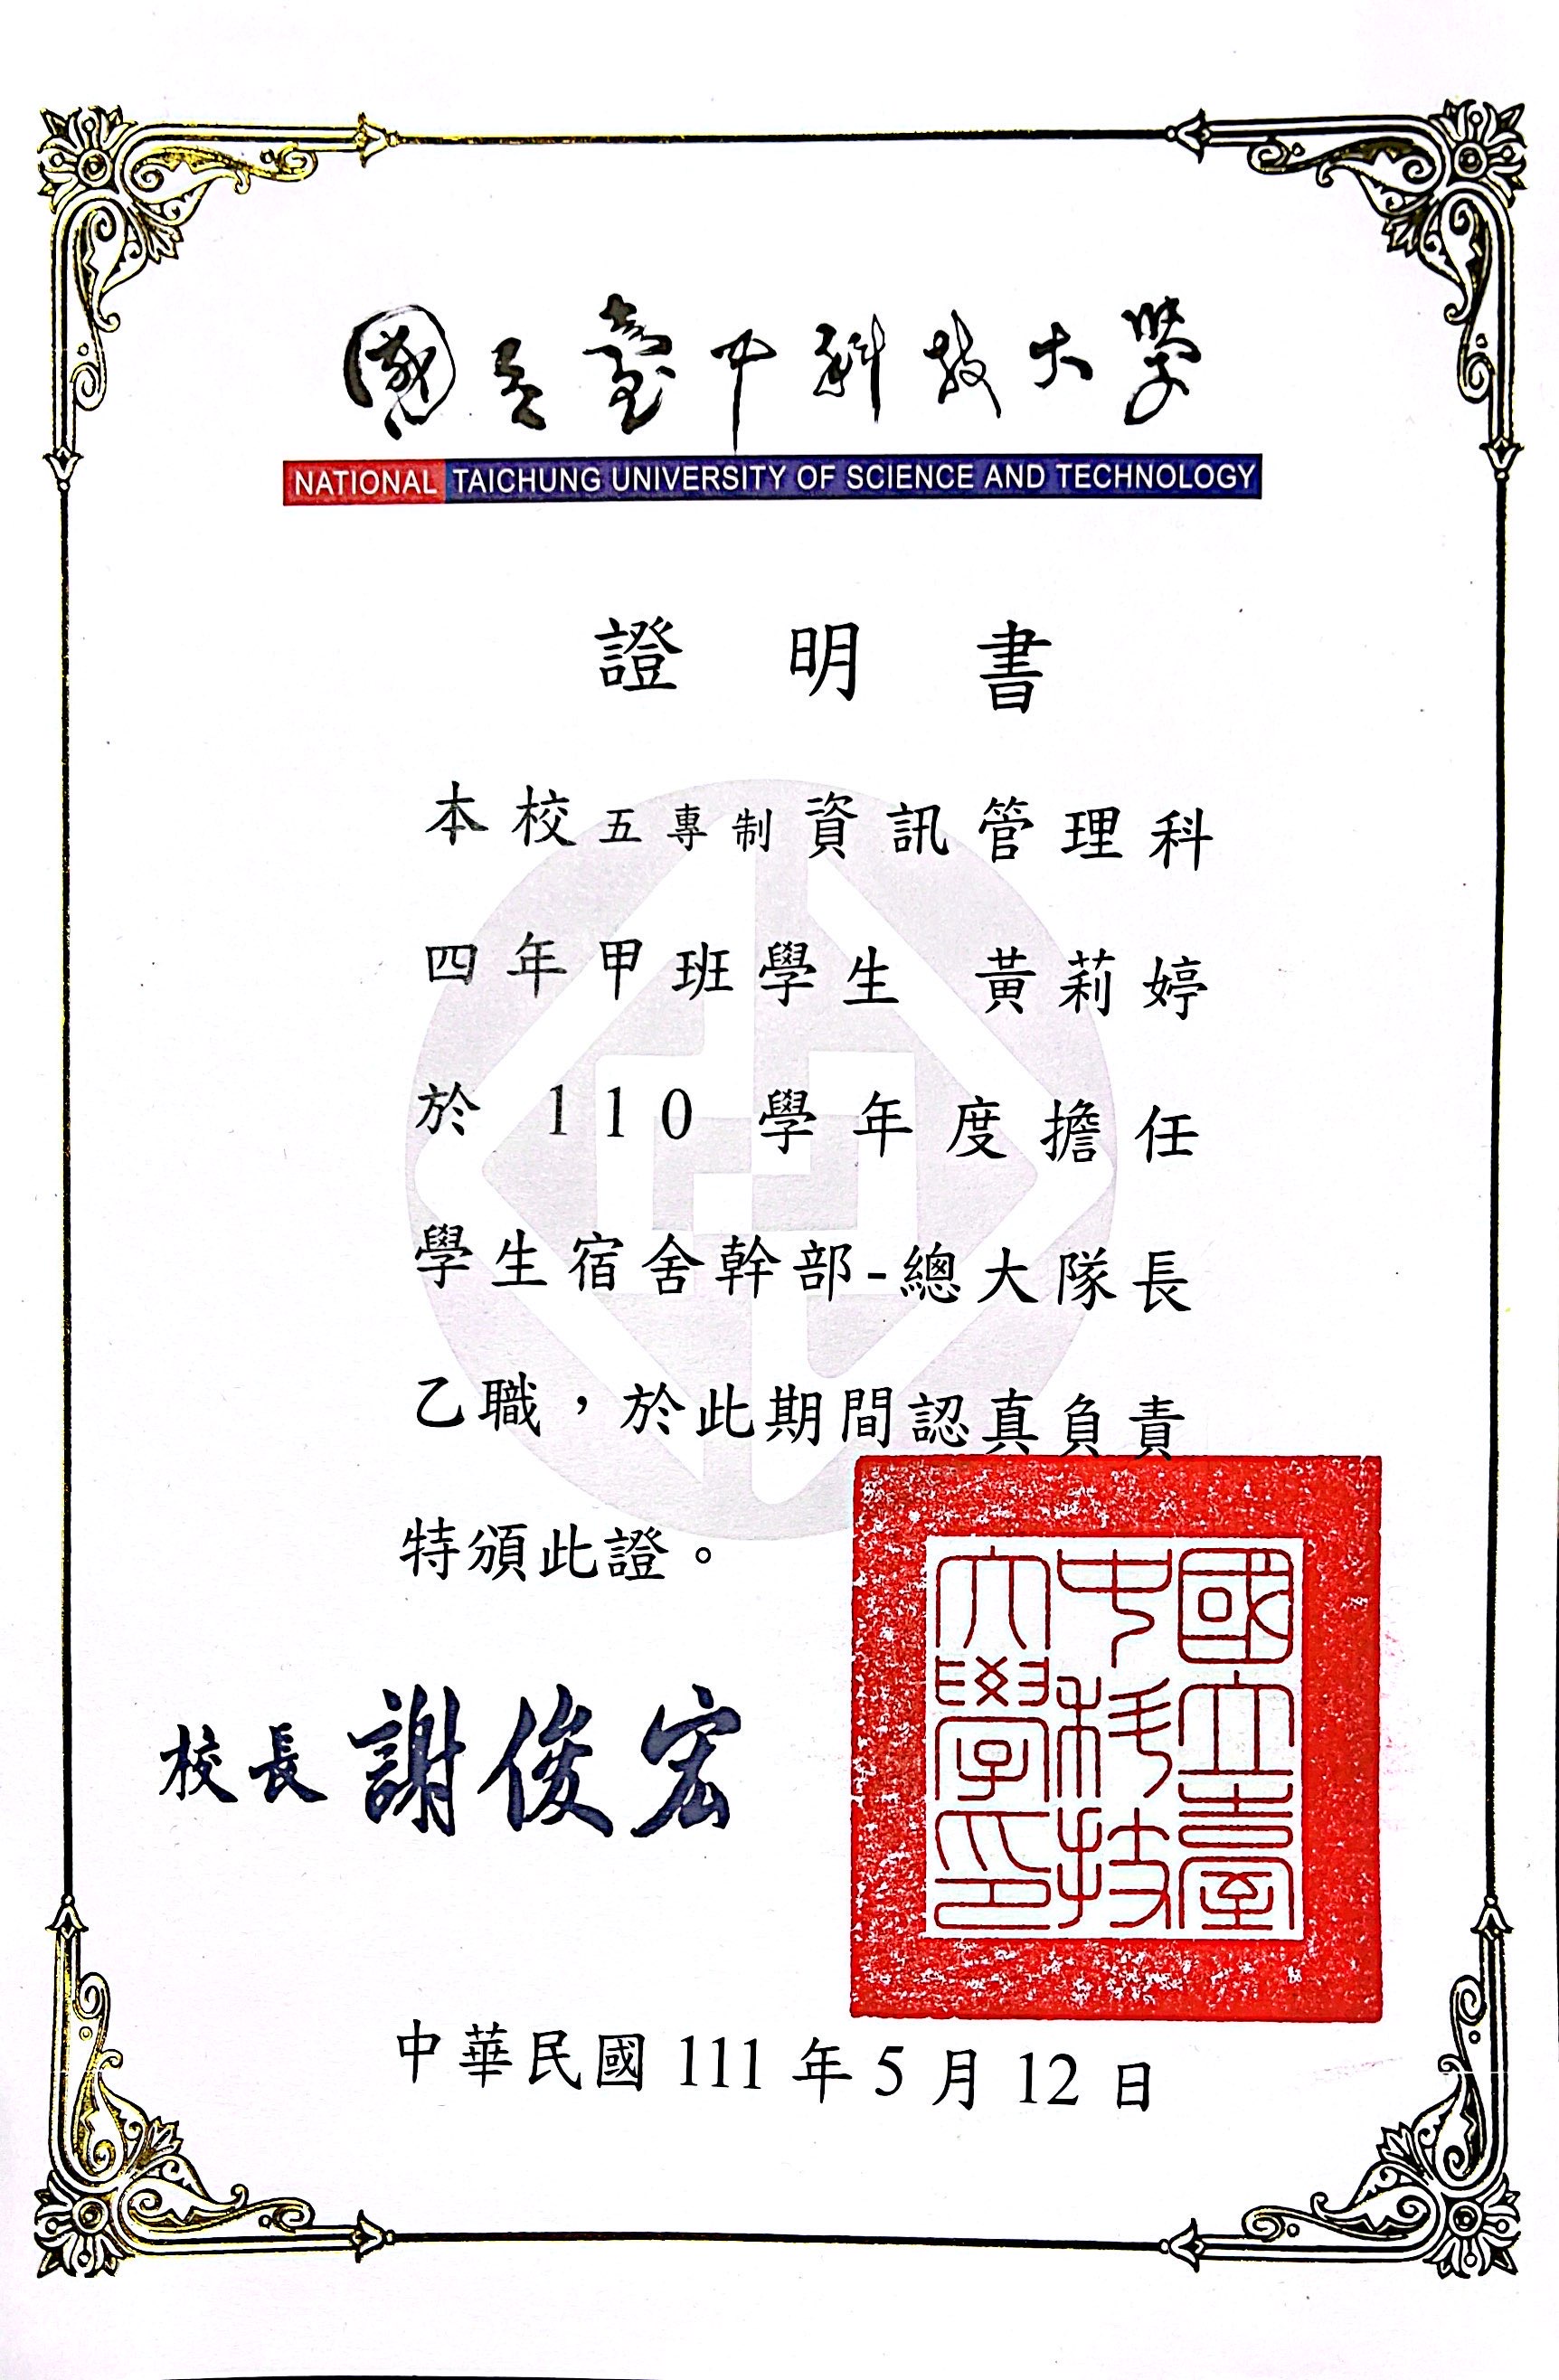 國立臺中科技大學
NATIONAL TAICHUNG UNIVERSITY OF SCIENCE AND TECHNOLOGY
證明書
本校五專制資訊管理科
四年甲班學生 黃莉婷
於 110 學年度擔任
學生宿舍幹部-總大隊長
乙職，於此期間認真負責
特頒此證。
國立臺
中科技
大學印
校長 謝俊宏
中華民國 111 年 5 月 12 日